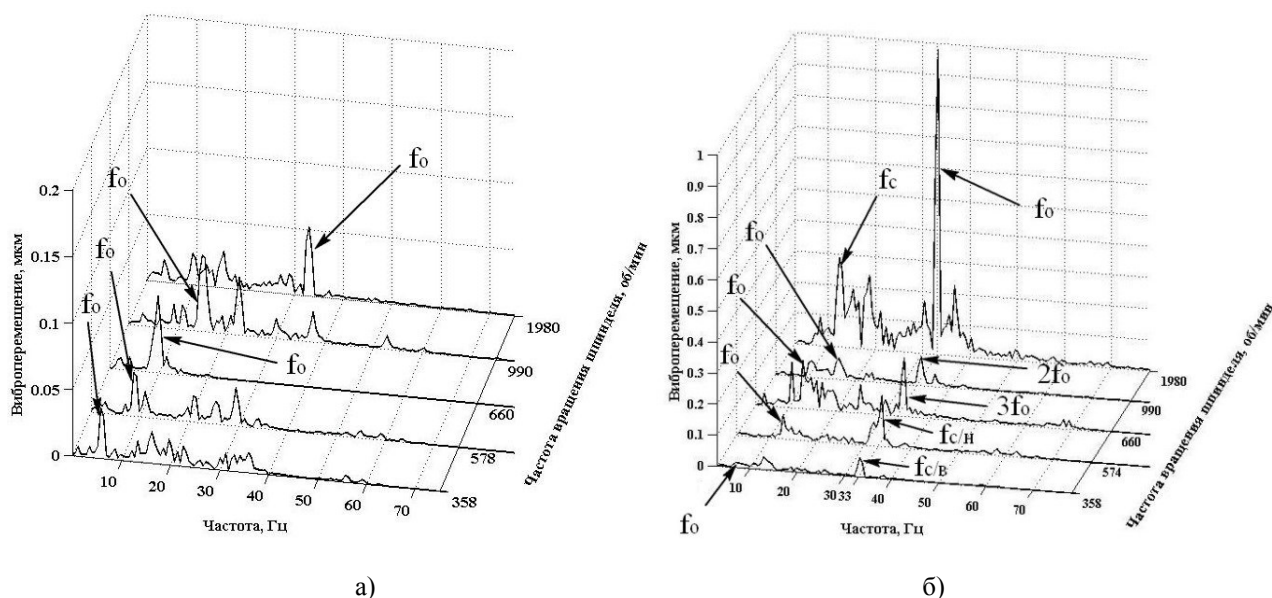 fo
fo
fo
fo
fo
Виброперемещение, мкм
0.2
0.15
0.1
0.05
0
10
20
30
40
50
60
70
Частота, Гц
358
578
660
990
1980
Частота вращения шпинделя, об/мин
а)
fc
fo
fo
fo
fo
fo
2fo
3fo
fc/н
fc/в
Виброперемещение, мкм
1
0.9
0.8
0.7
0.6
0.5
0.4
0.3
0.2
0.1
0
10
20
30 33
40
50
60
70
Частота, Гц
358
574
660
990
1980
Частота вращения шпинделя, об/мин
б)